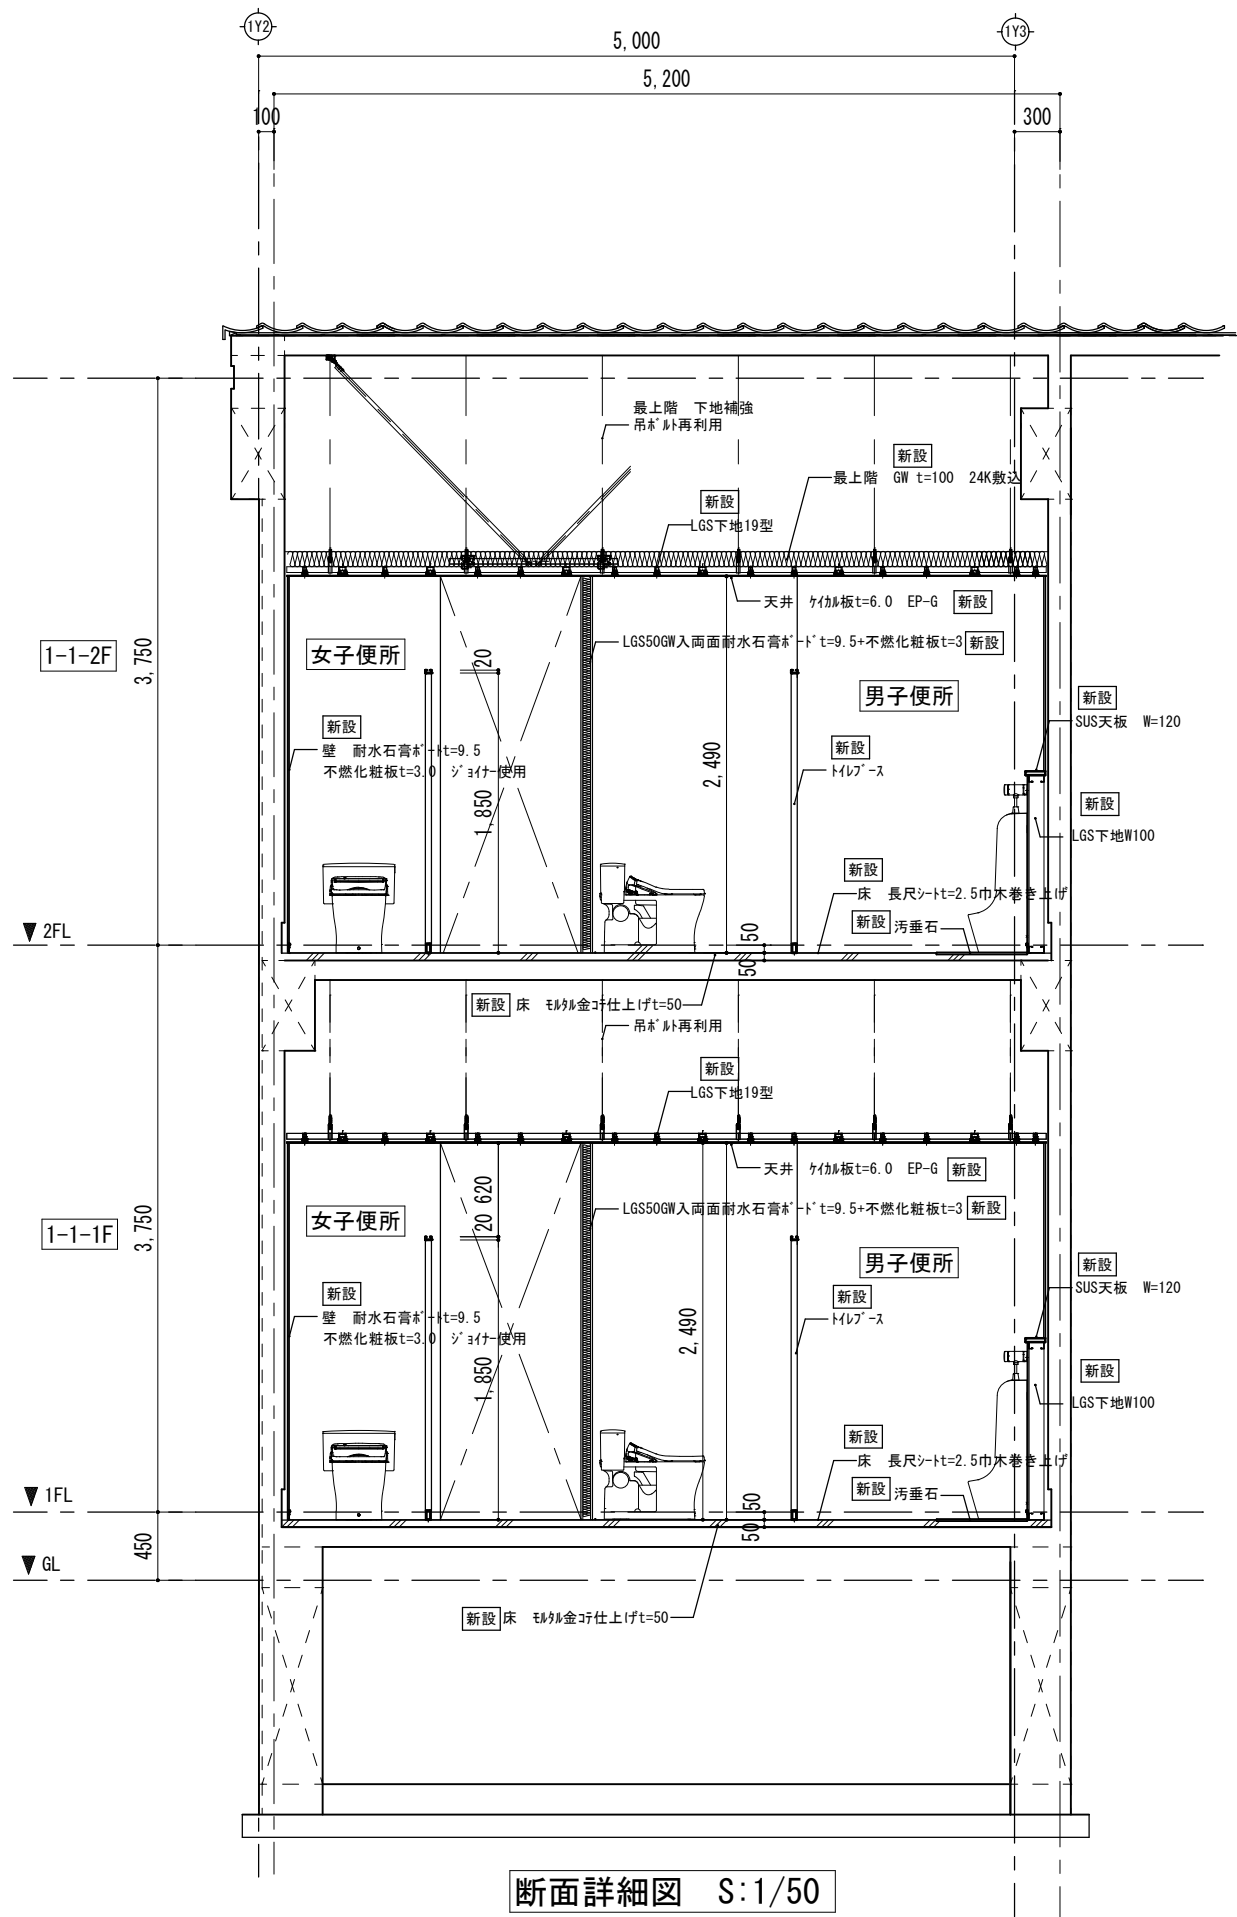 1Y2
1Y3
5,000
5,200
100
300
最上階 下地補強
吊ボルト再利用
新設
最上階 GW t=100 24K敷込
新設
LGS下地19型
天井 ケイカル板t=6.0 EP-G 新設
1-1-2F
3,750
女子便所
20
LGS50GW入両面耐水石膏ボードt=9.5+不燃化粧板t=3 新設
男子便所
新設
SUS天板 W=120
新設
壁 耐水石膏ボードt=9.5
不燃化粧板t=3.0 ジョイナー使用
新設
トイレブース
2,490
1,850
新設
LGS下地W100
新設
床 長尺シートt=2.5巾木巻き上げ
新設 汚垂石
2FL
50
50
新設 床 モルタル金コテ仕上げt=50
吊ボルト再利用
新設
LGS下地19型
天井 ケイカル板t=6.0 EP-G 新設
620
20
1-1-1F
3,750
女子便所
LGS50GW入両面耐水石膏ボードt=9.5+不燃化粧板t=3 新設
男子便所
新設
SUS天板 W=120
新設
壁 耐水石膏ボードt=9.5
不燃化粧板t=3.0 ジョイナー使用
新設
トイレブース
2,490
1,850
新設
LGS下地W100
新設
床 長尺シートt=2.5巾木巻き上げ
新設 汚垂石
1FL
50
50
450
GL
新設 床 モルタル金コテ仕上げt=50
断面詳細図 S:1/50